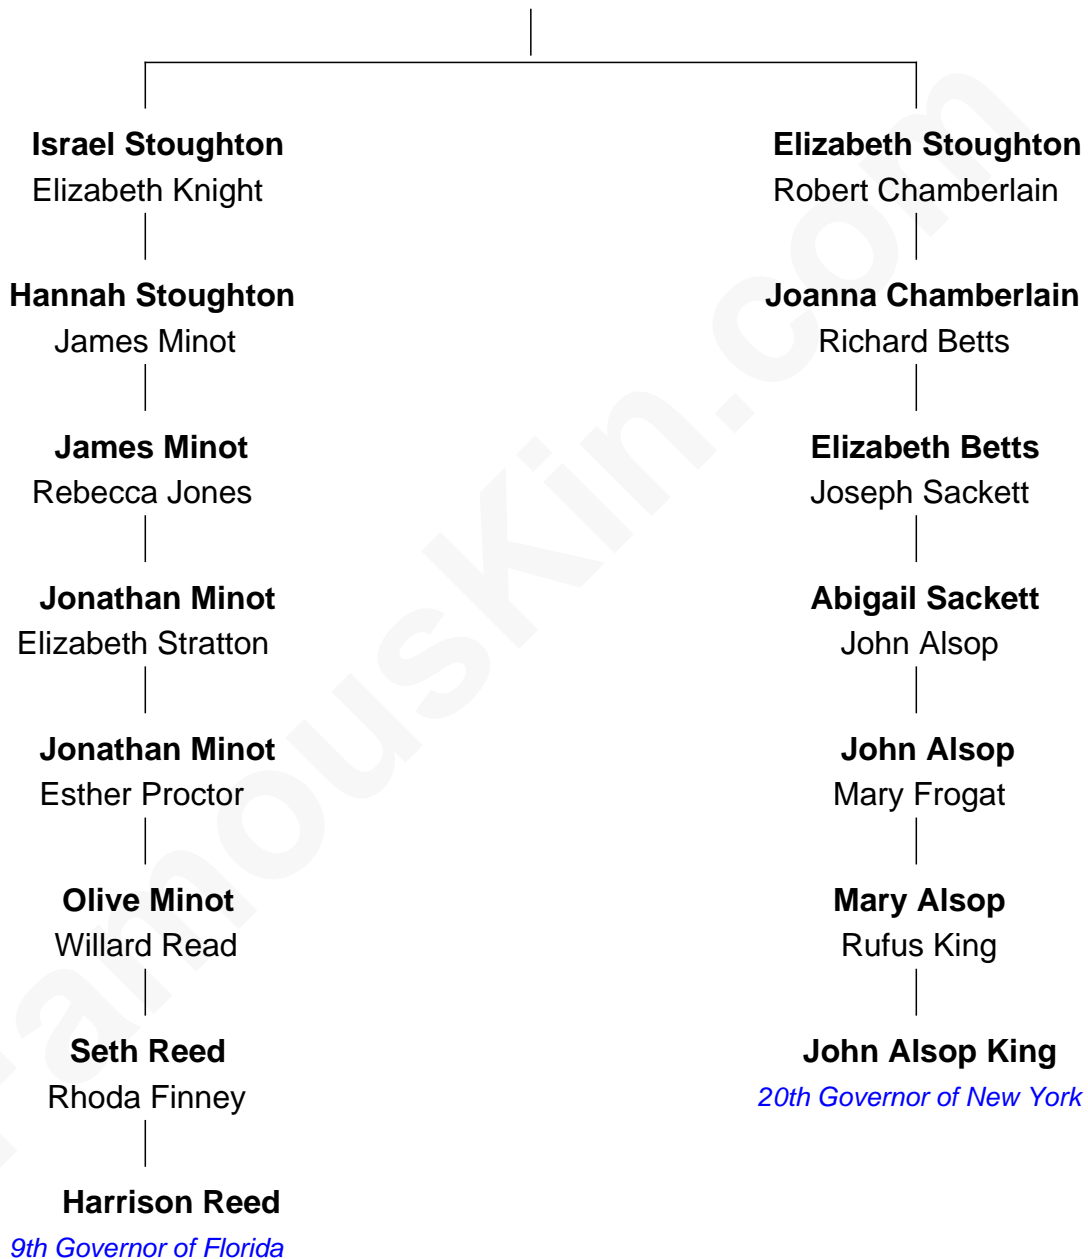 Israel Stoughton
Elizabeth Knight
Hannah Stoughton
James Minot
James Minot
Rebecca Jones
Jonathan Minot
Elizabeth Stratton
Jonathan Minot
Esther Proctor
Olive Minot
Willard Read
Seth Reed
Rhoda Finney
Harrison Reed
9th Governor of Florida
Elizabeth Stoughton
Robert Chamberlain
Joanna Chamberlain
Richard Betts
Elizabeth Betts
Joseph Sackett
Abigail Sackett
John Alsop
John Alsop
Mary Frogat
Mary Alsop
Rufus King
John Alsop King
20th Governor of New York
FamousKin.com